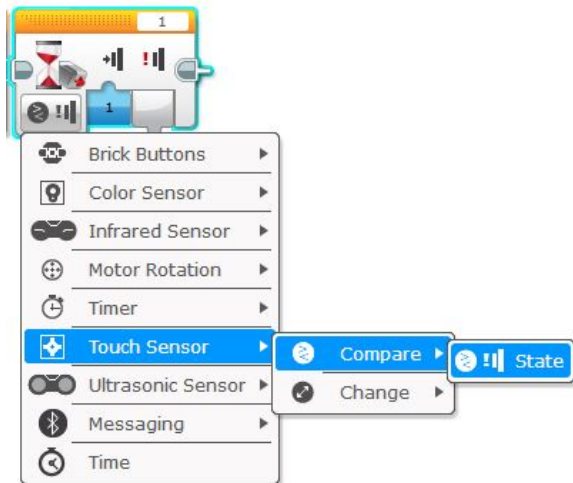 1
1
Brick Buttons
Color Sensor
Infrared Sensor
Motor Rotation
Timer
Touch Sensor
Compare
State
Ultrasonic Sensor
Change
Messaging
Time